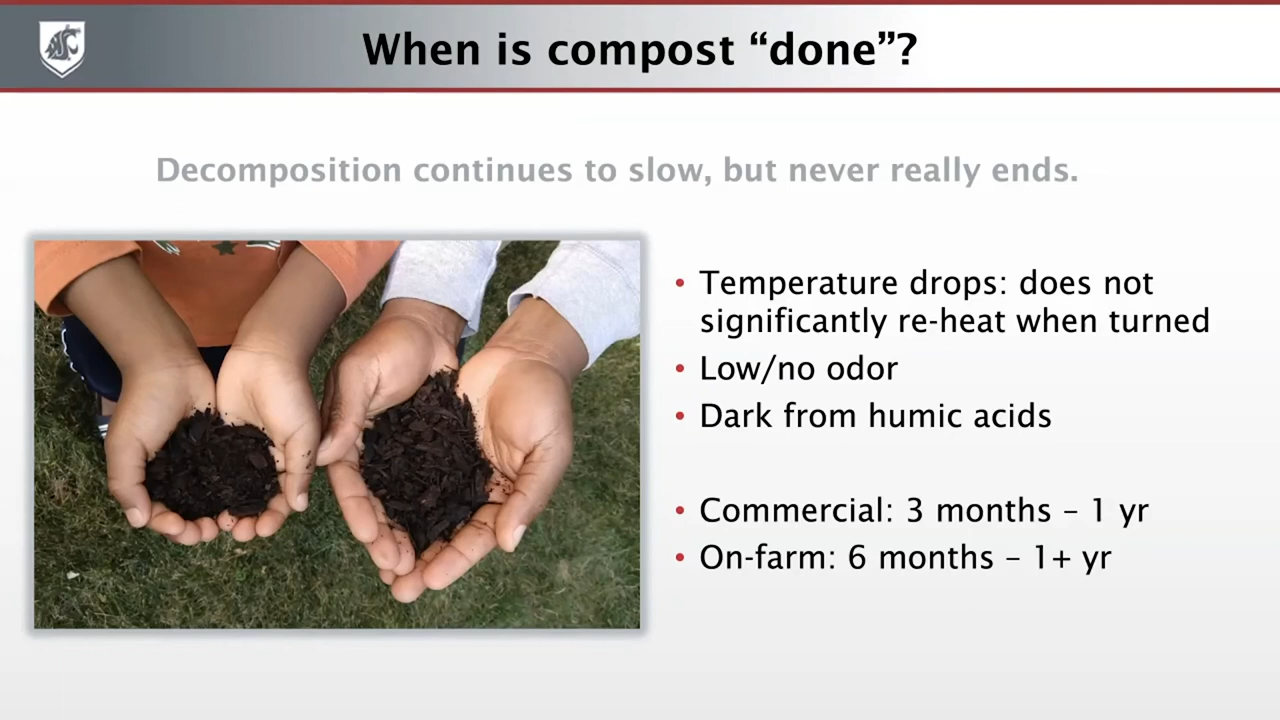 When is compost “done”?
Decomposition continues to slow, but never really ends.
• Temperature drops: does not
significantly re-heat when turned
• Low/no odor
• Dark from humic acids
• Commercial: 3 months – 1 yr
• On-farm: 6 months – 1+ yr